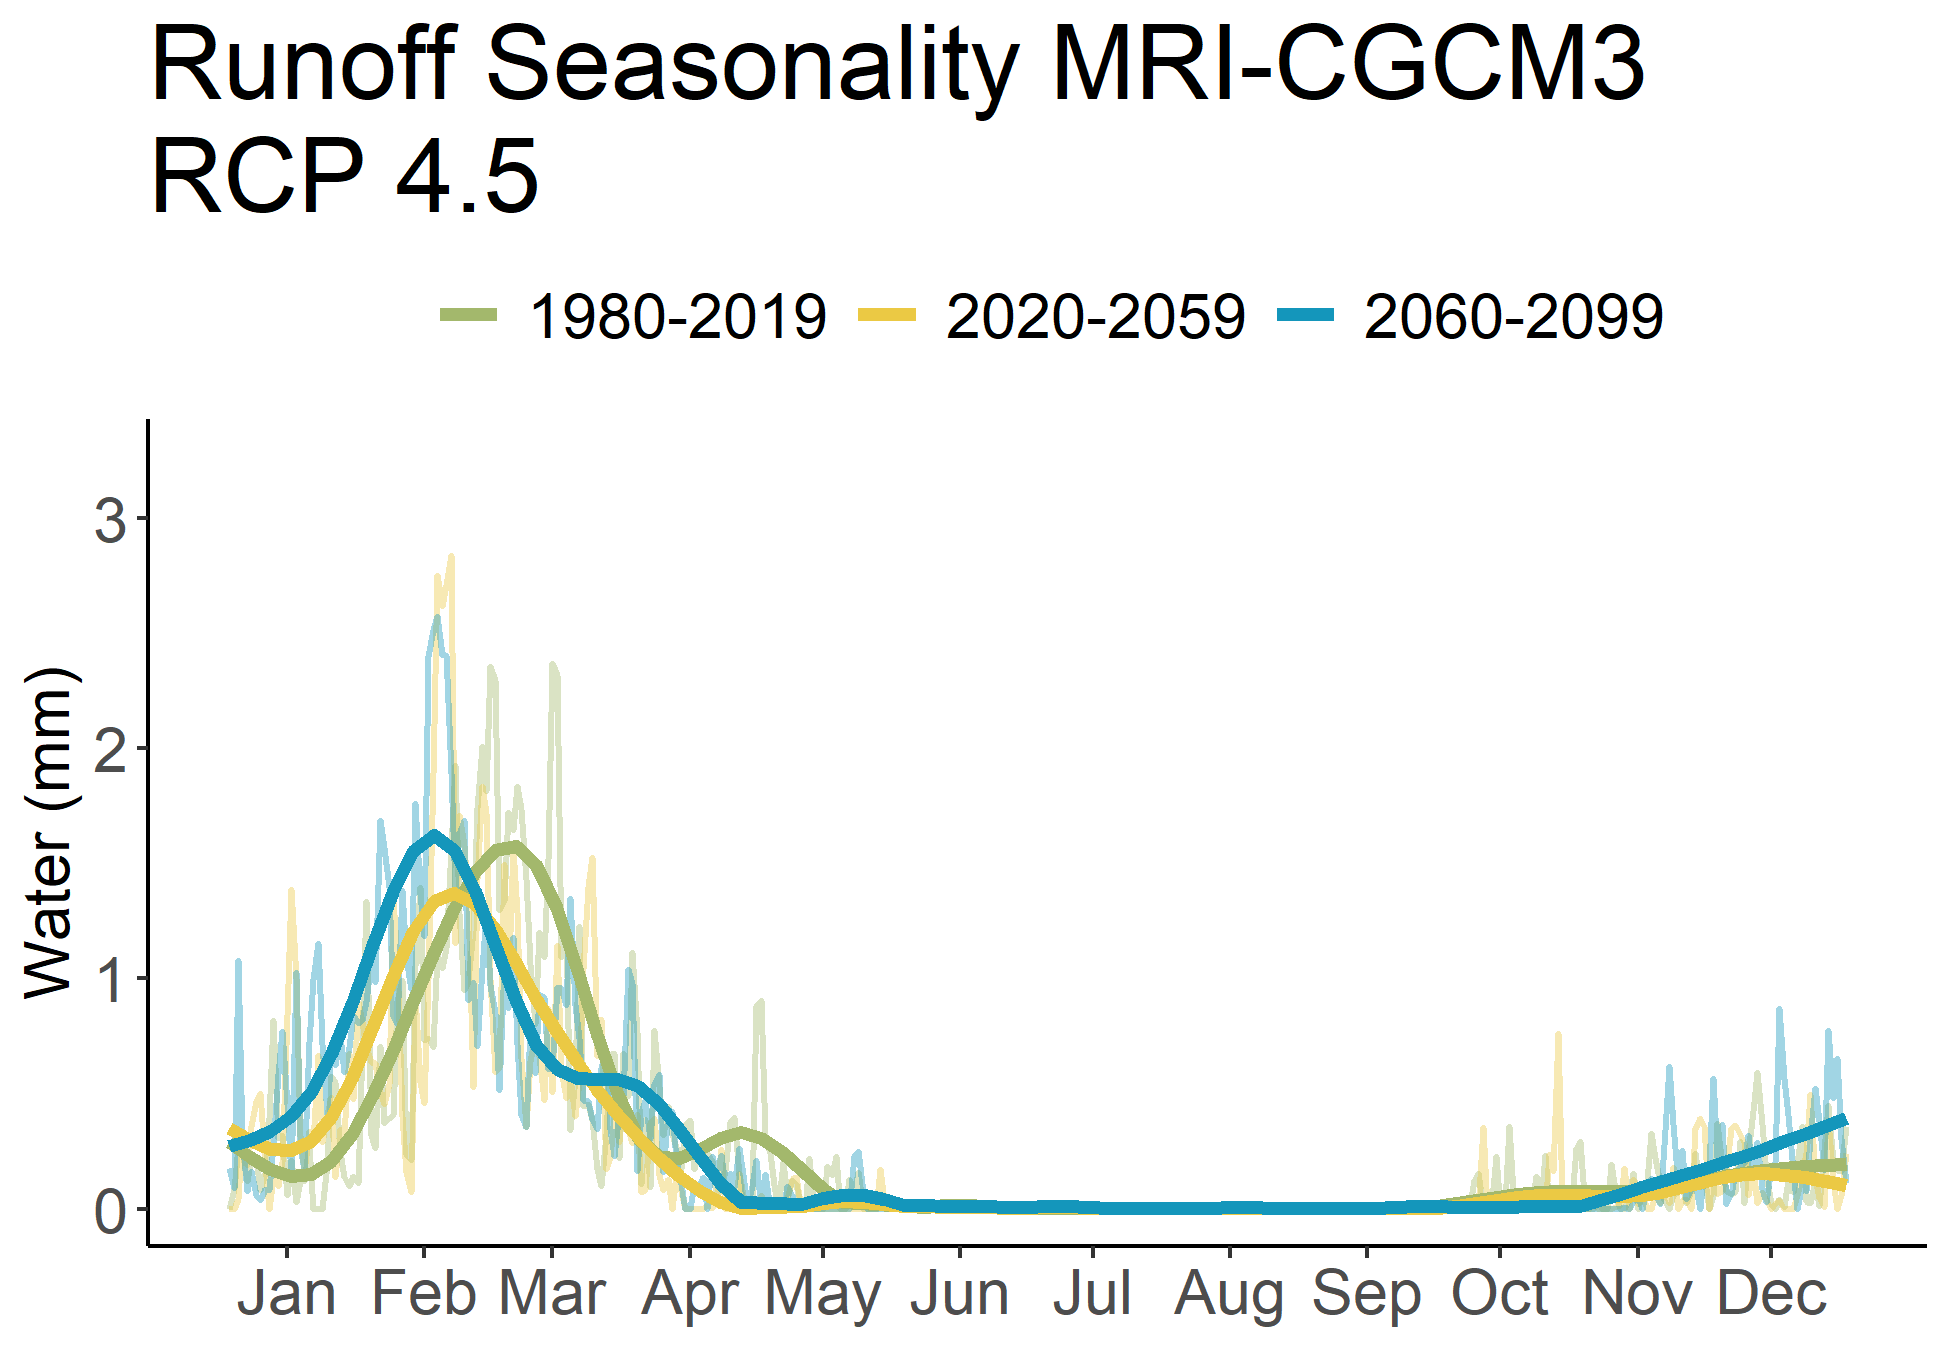 Runoff Seasonality MRI-CGCM3
RCP 4.5
1980-2019 2020-2059 2060-2099
Water (mm)
3
2
1
0
Jan Feb Mar Apr May Jun Jul Aug Sep Oct Nov Dec